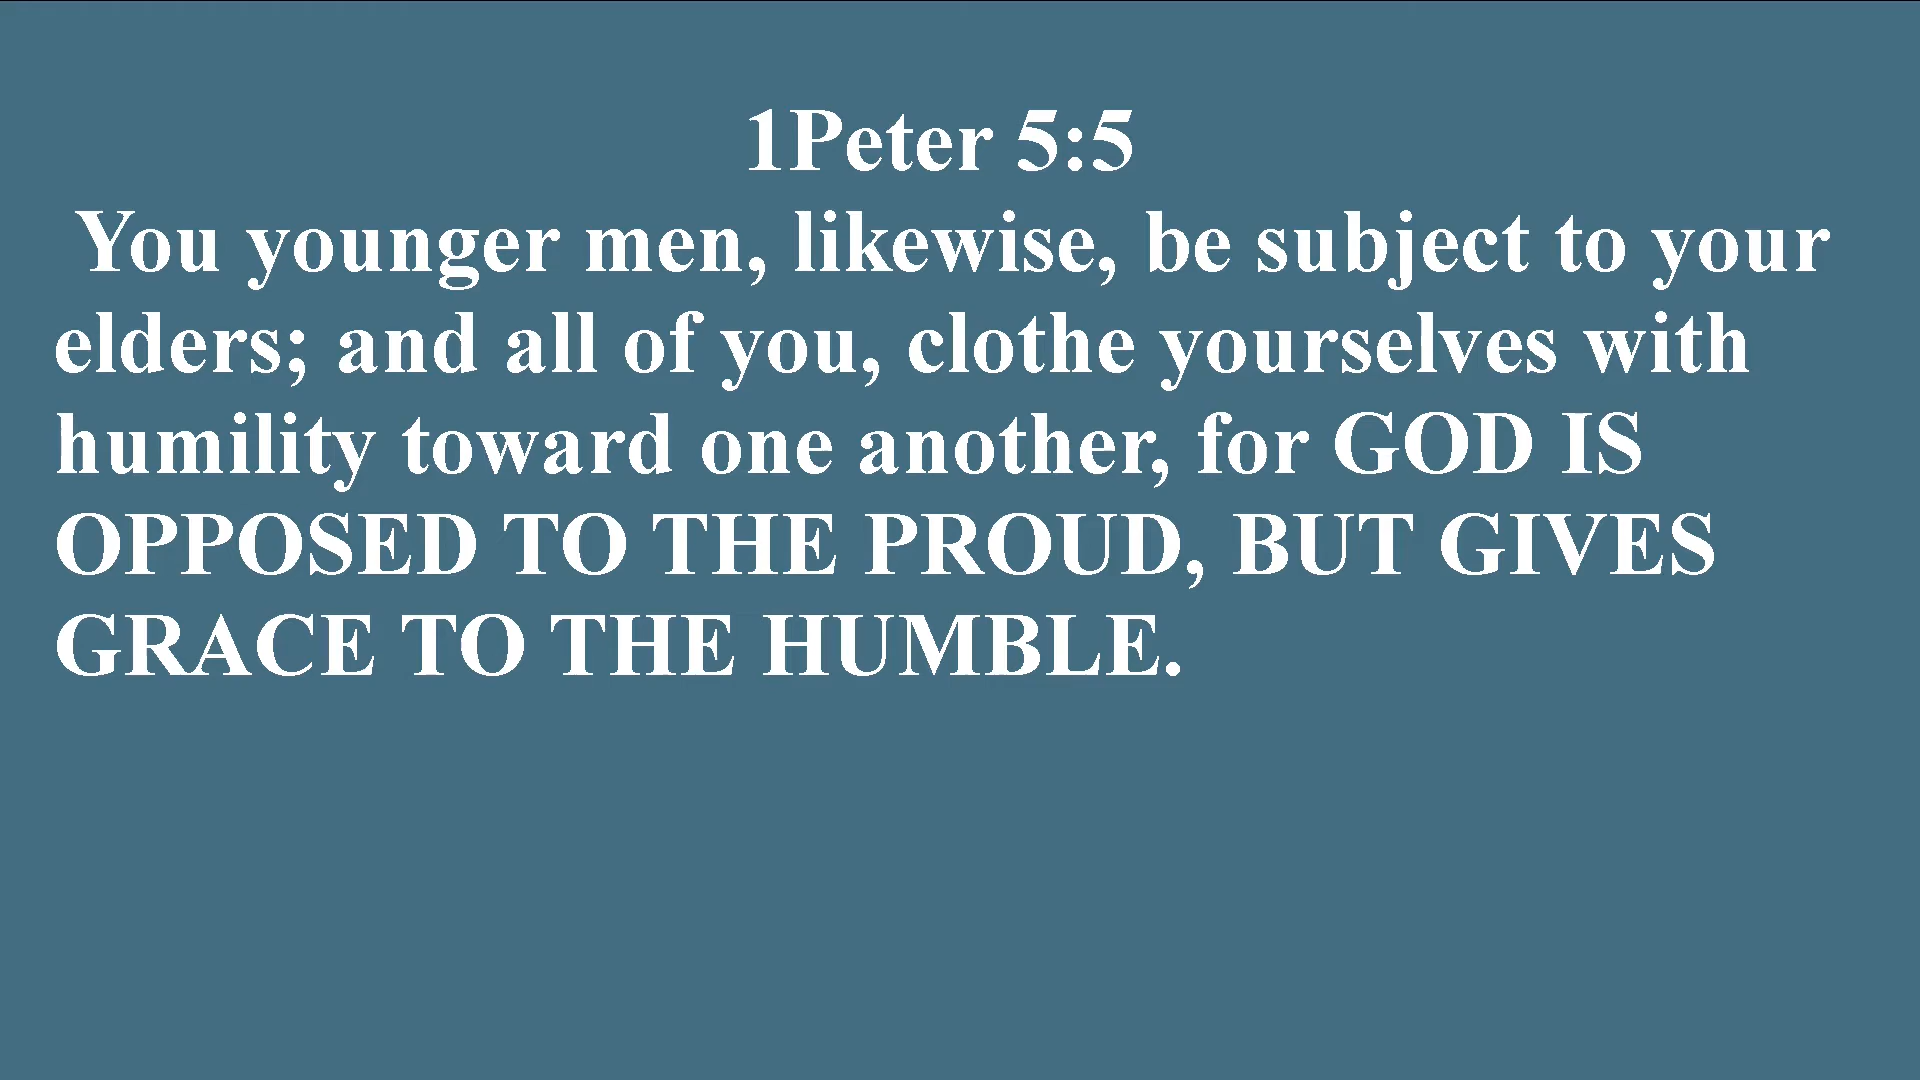 1Peter 5:5
You younger men, likewise, be subject to your
elders; and all of you, clothe yourselves with
humility toward one another, for GOD IS
OPPOSED TO THE PROUD, BUT GIVES
GRACE TO THE HUMBLE.